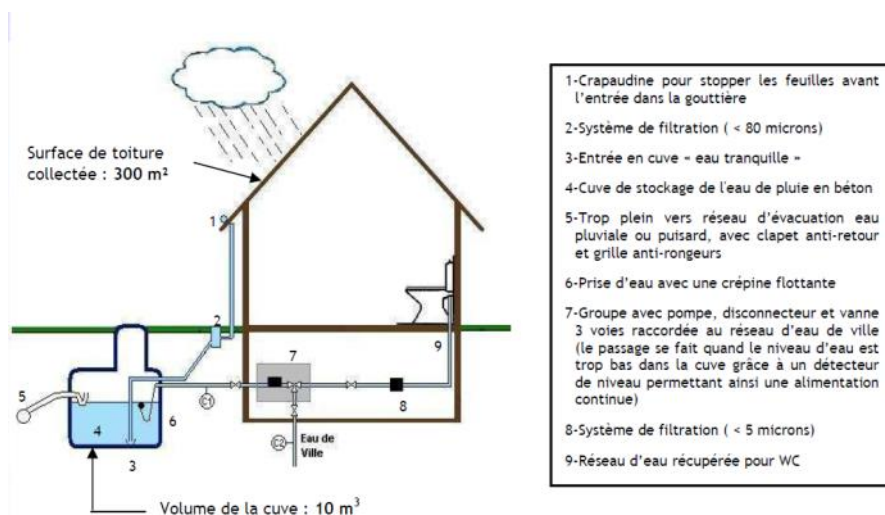 Surface de toiture
collectée : 300 m²
1
9
2
7
9
8
5
6
4
3
C1
C2
Eau de
Ville
Volume de la cuve : 10 m³
1-Crapaudine pour stopper les feuilles avant
l'entrée dans la gouttière
2-Système de filtration ( < 80 microns)
3-Entrée en cuve « eau tranquille »
4-Cuve de stockage de l'eau de pluie en béton
5-Trop plein vers réseau d'évacuation eau
pluviale ou puisard, avec clapet anti-retour
et grille anti-rongeurs
6-Prise d'eau avec une crépine flottante
7-Groupe avec pompe, disconnecteur et vanne
3 voies raccordée au réseau d'eau de ville
(le passage se fait quand le niveau d'eau est
trop bas dans la cuve grâce à un détecteur
de niveau permettant ainsi une alimentation
continue)
8-Système de filtration ( < 5 microns)
9-Réseau d'eau récupérée pour WC